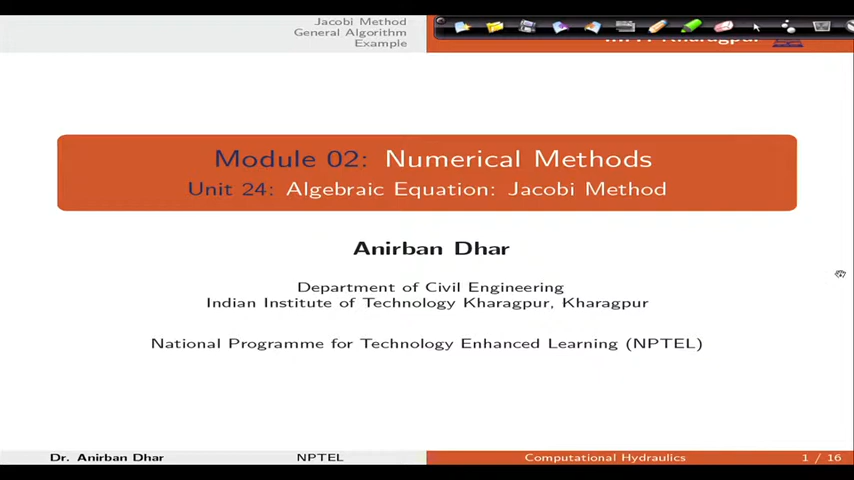 Jacobi Method
General Algorithm
Example
Module 02: Numerical Methods
Unit 24: Algebraic Equation: Jacobi Method
Anirban Dhar
Department of Civil Engineering
Indian Institute of Technology Kharagpur, Kharagpur
National Programme for Technology Enhanced Learning (NPTEL)
Dr. Anirban Dhar NPTEL Computational Hydraulics 1 / 16